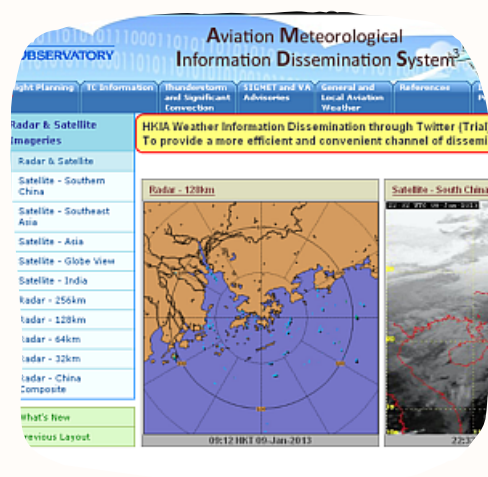 Aviation Meteorological
OBSERVATORY
Information Dissemination System
ight Planning
TC Information
Thunderstorm
and Significant
Convection
SIGMET and VA
Advisories
General and
Local Aviation
Weather
References
Radar & Satellite
Imageries
HKIA Weather Information Dissemination through Twitter (Trial
To provide a more efficient and convenient channel of dissemi
Radar & Satellite
Satellite - Southern
China
Satellite - Southeast
Asia
Satellite - Asia
Satellite - Globe View
Satellite - India
Radar - 256km
Radar - 128km
Radar - 64km
Radar - 32km
Radar - China
Composite
What's New
revious Layout
Radar - 128km
09:12 HKT 09-Jan-2013
Satellite - South China
22:32